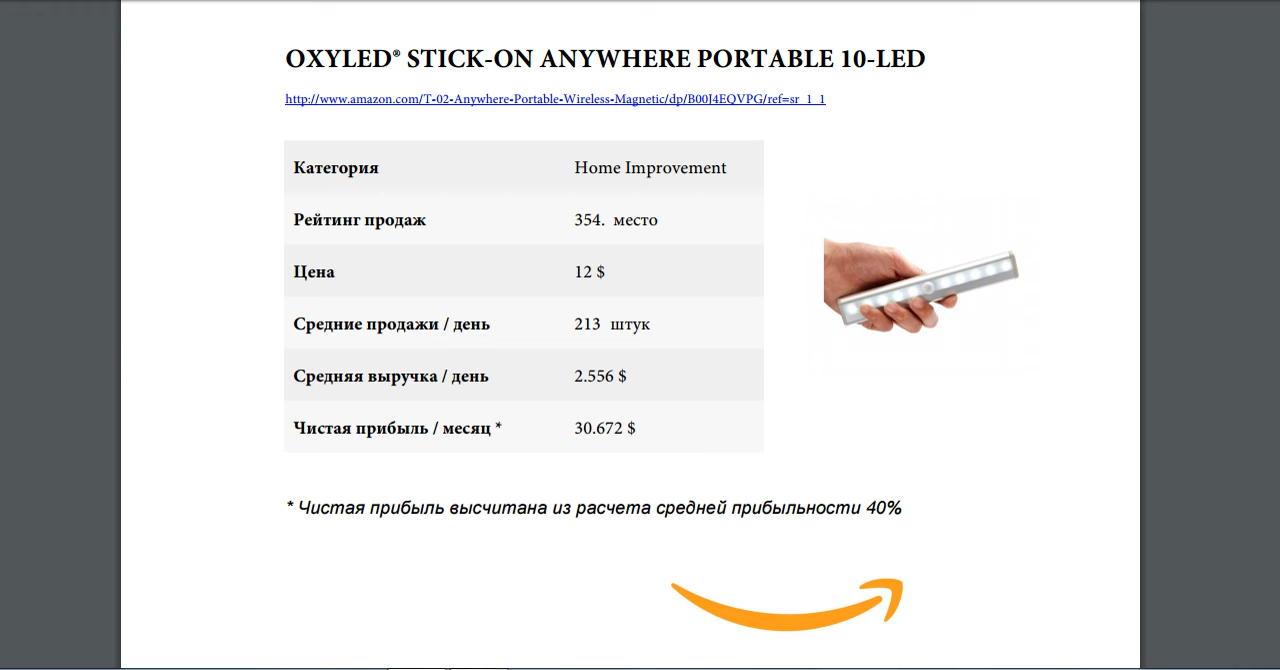 OXYLED® STICK-ON ANYWHERE PORTABLE 10-LED
http://www.amazon.com/T-02-Anywhere-Portable-Wireless-Magnetic/dp/B00J4EQVPG/ref=sr_1_1
Категория Home Improvement
Рейтинг продаж 354. место
Цена 12 $
Средние продажи / день 213 штук
Средняя выручка / день 2.556 $
Чистая прибыль / месяц * 30.672 $
* Чистая прибыль высчитана из расчета средней прибыльности 40%